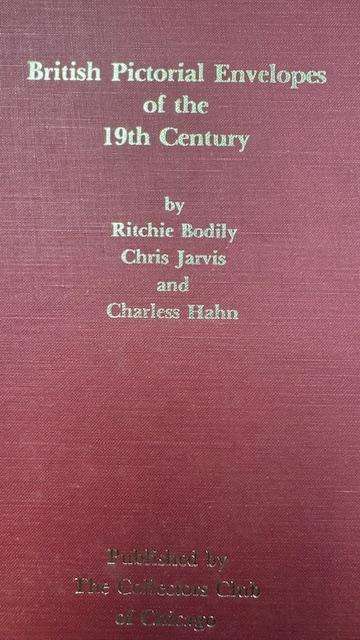 British Pictorial Envelopes
of the
19th Century
by
Ritchie Bodily
Chris Jarvis
and
Charless Hahn
Published by
The Collectors Club
of Chicago